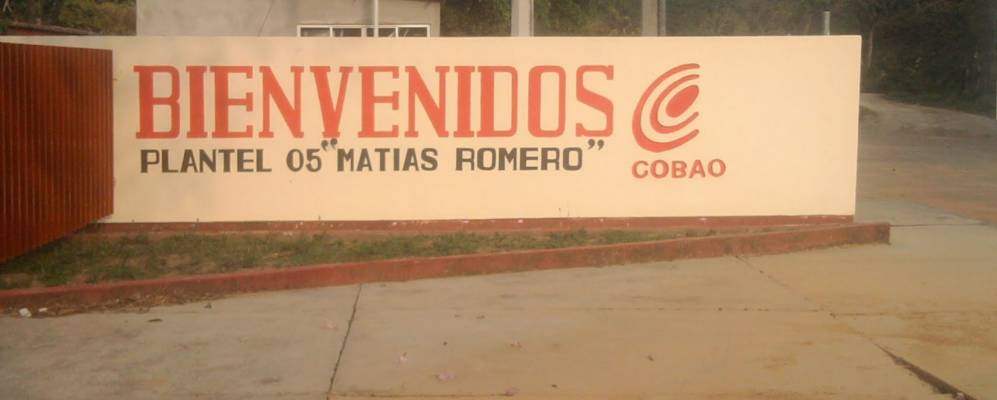 BIENVENIDOS
PLANTEL 05 "MATIAS ROMERO"
COBAO